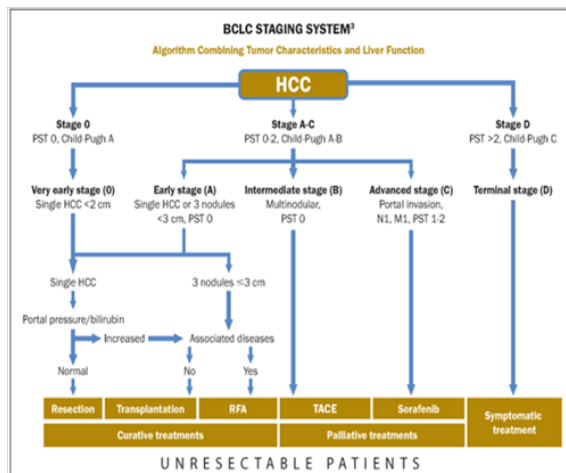 BCLC STAGING SYSTEM³
Algorithm Combining Tumor Characteristics and Liver Function
HCC
Stage 0
PST 0, Child-Pugh A
Stage A-C
PST 0-2, Child-Pugh A-B
Stage D
PST >2, Child-Pugh C
Very early stage (0)
Single HCC <2 cm
Early stage (A)
Single HCC or 3 nodules
<3 cm, PST 0
Intermediate stage (B)
Multinodular,
PST 0
Advanced stage (C)
Portal invasion,
N1, M1, PST 1-2
Terminal stage (D)
Single HCC
3 nodules ≤3 cm
Portal pressure/bilirubin
Increased
Associated diseases
Normal
No
Yes
Resection
Transplantation
RFA
TACE
Sorafenib
Symptomatic
treatment
Curative treatments
Palliative treatments
UNRESECTABLE PATIENTS